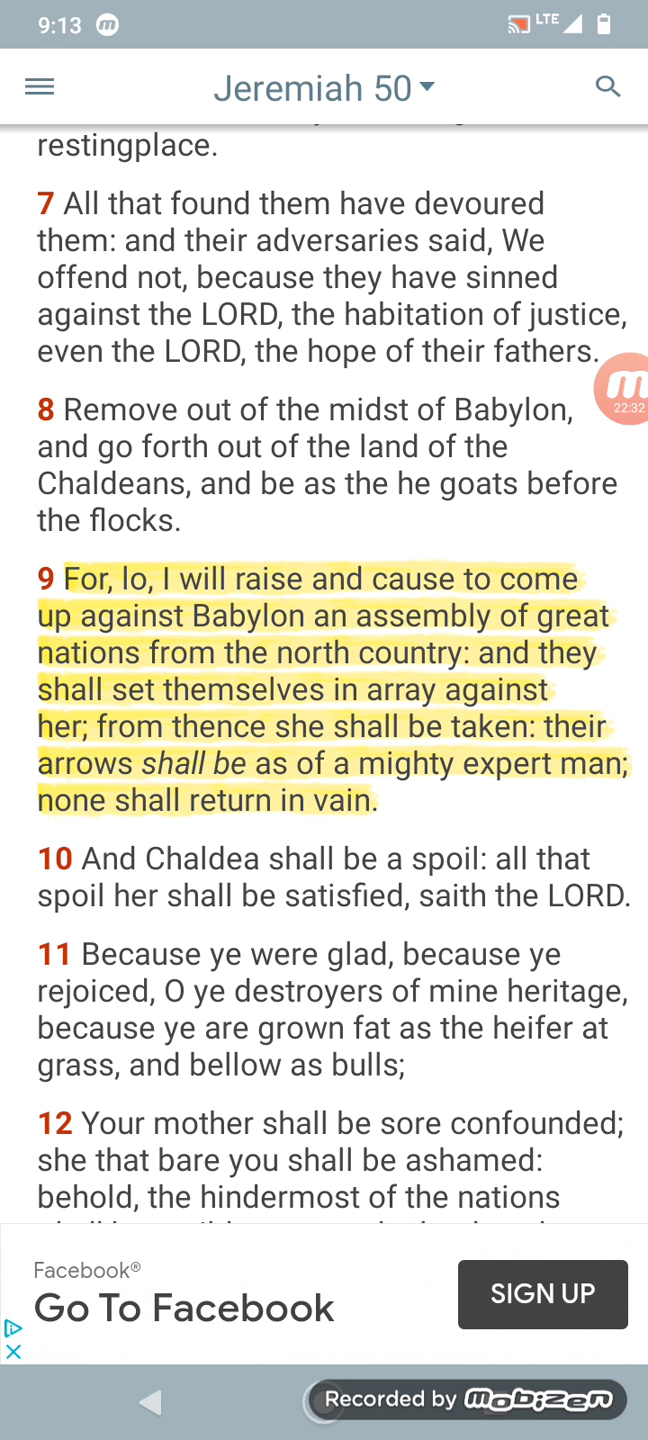 9:13
LTE
Jeremiah 50
restingplace.
7 All that found them have devoured
them: and their adversaries said, We
offend not, because they have sinned
against the LORD, the habitation of justice,
even the LORD, the hope of their fathers.
22:32
8 Remove out of the midst of Babylon,
and go forth out of the land of the
Chaldeans, and be as the he goats before
the flocks.
9 For, lo, I will raise and cause to come
up against Babylon an assembly of great
nations from the north country: and they
shall set themselves in array against
her; from thence she shall be taken: their
arrows shall be as of a mighty expert man;
none shall return in vain.
10 And Chaldea shall be a spoil: all that
spoil her shall be satisfied, saith the LORD.
11 Because ye were glad, because ye
rejoiced, O ye destroyers of mine heritage,
because ye are grown fat as the heifer at
grass, and bellow as bulls;
12 Your mother shall be sore confounded;
she that bare you shall be ashamed:
behold, the hindermost of the nations
Facebook®
Go To Facebook
SIGN UP
Recorded by mobizen